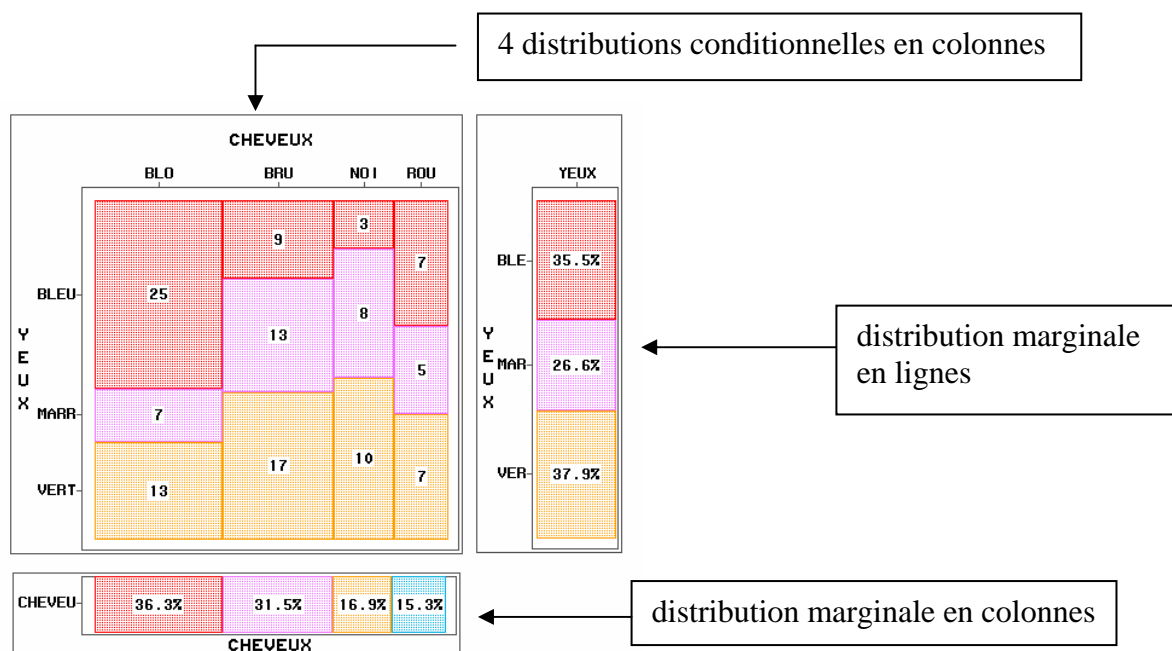 4 distributions conditionnelles en colonnes
CHEVEUX
BLO BRU NOI ROU
YEUX
BLEU
MARR
VERT
25 9 3 7
7 13 8 5
13 17 10 7
YEUX
YEUX
BLE 35.5%
MAR 26.6%
VER 37.9%
distribution marginale
en lignes
CHEVEU 36.3% 31.5% 16.9% 15.3%
CHEVEUX
distribution marginale en colonnes